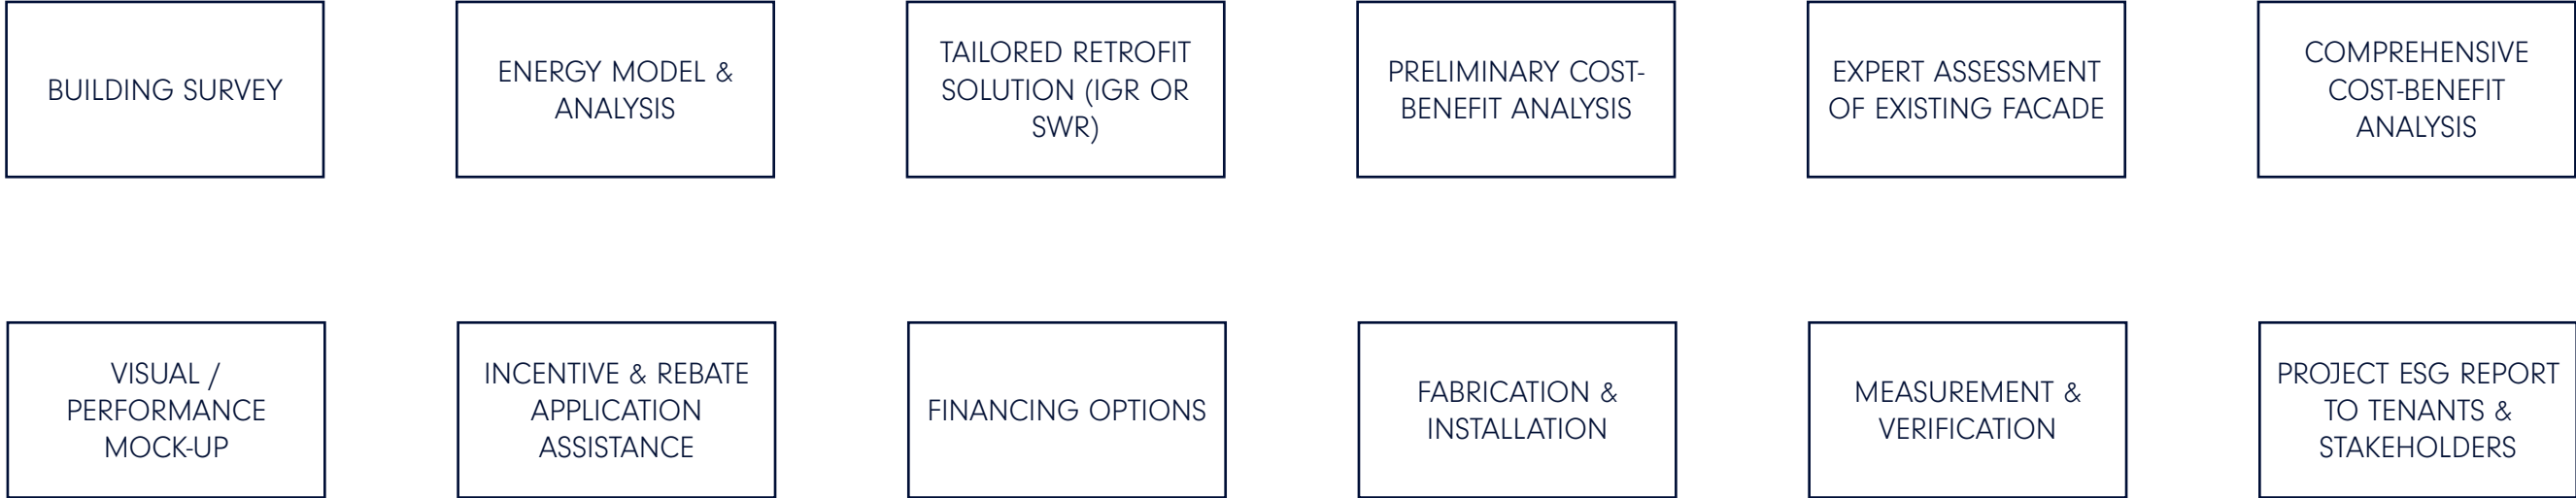 BUILDING SURVEY
ENERGY MODEL &
ANALYSIS
TAILORED RETROFIT
SOLUTION (IGR OR
SWR)
PRELIMINARY COST-
BENEFIT ANALYSIS
EXPERT ASSESSMENT
OF EXISTING FACADE
COMPREHENSIVE
COST-BENEFIT
ANALYSIS
VISUAL /
PERFORMANCE
MOCK-UP
INCENTIVE & REBATE
APPLICATION
ASSISTANCE
FINANCING OPTIONS
FABRICATION &
INSTALLATION
MEASUREMENT &
VERIFICATION
PROJECT ESG REPORT
TO TENANTS &
STAKEHOLDERS